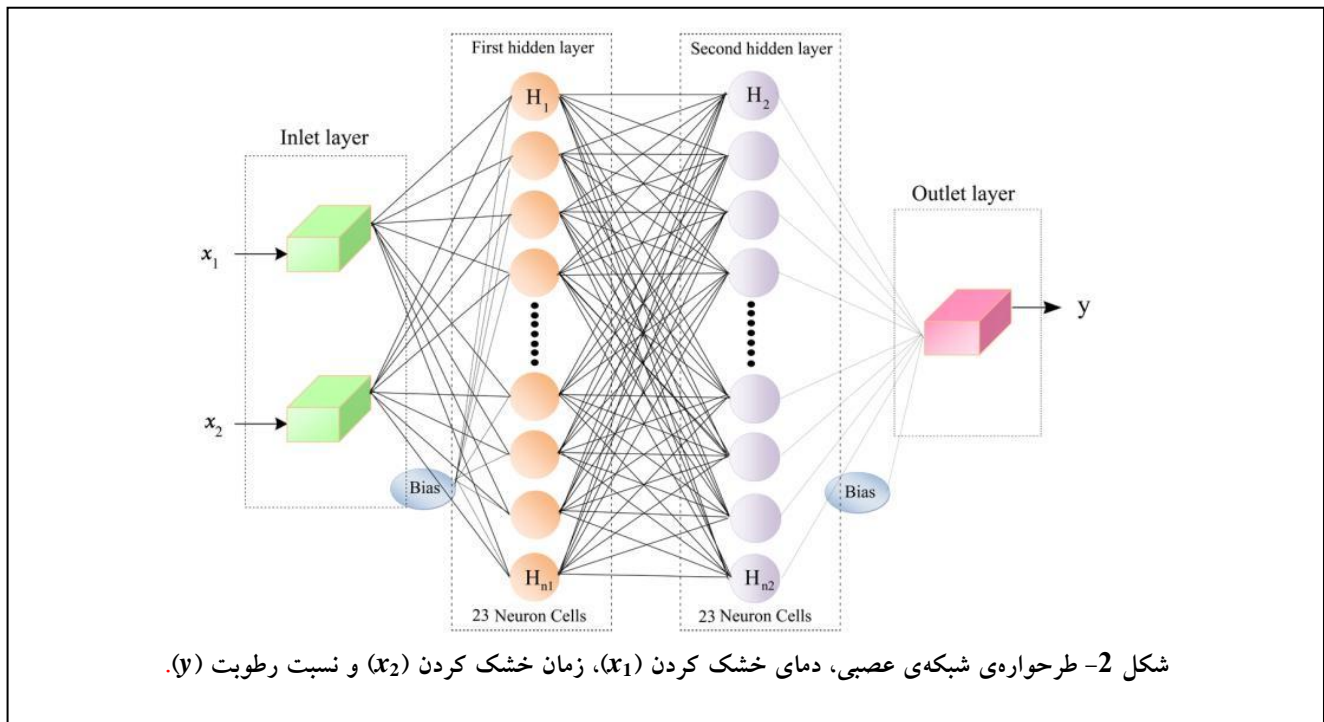 First hidden layer
Second hidden layer
H1
H2
Inlet layer
Outlet layer
x1
y
x2
Bias
Bias
Hn1
Hn2
23 Neuron Cells
23 Neuron Cells
شکل 2- طرحواره‌ی شبکه‌ی عصبی، دمای خشک کردن (x1)، زمان خشک کردن (x2) و نسبت رطوبت (y).